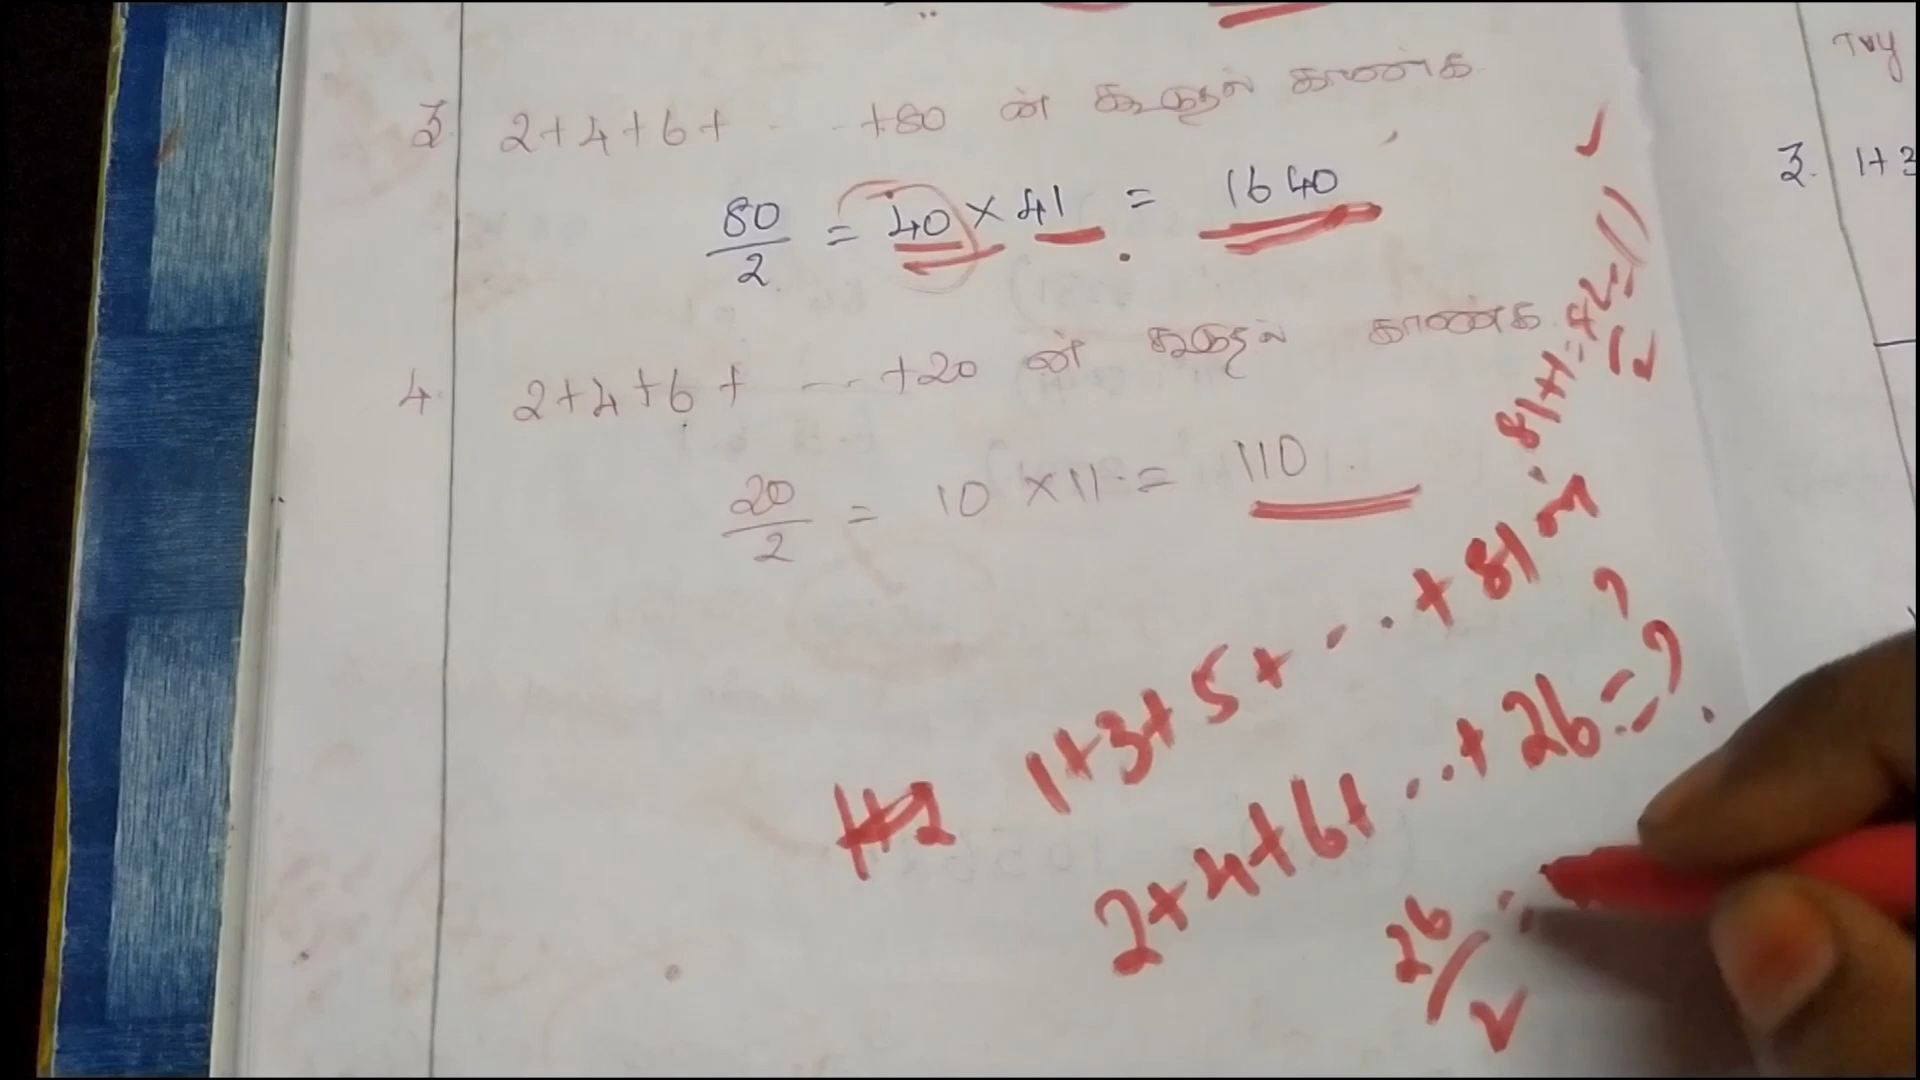 3. 2+4+6+ - - +80 ன் கூடுதல் காண்க
80/2 = 40 × 41 = 1640
4. 2+4+6+ --- +20 ன் கூடுதல் காண்க
20/2 = 10 × 11 = 110
1+3+5+ ... +81
81+1=82=
2
2+4+6+...+26=?
26/2 =
Try
3. 1+3